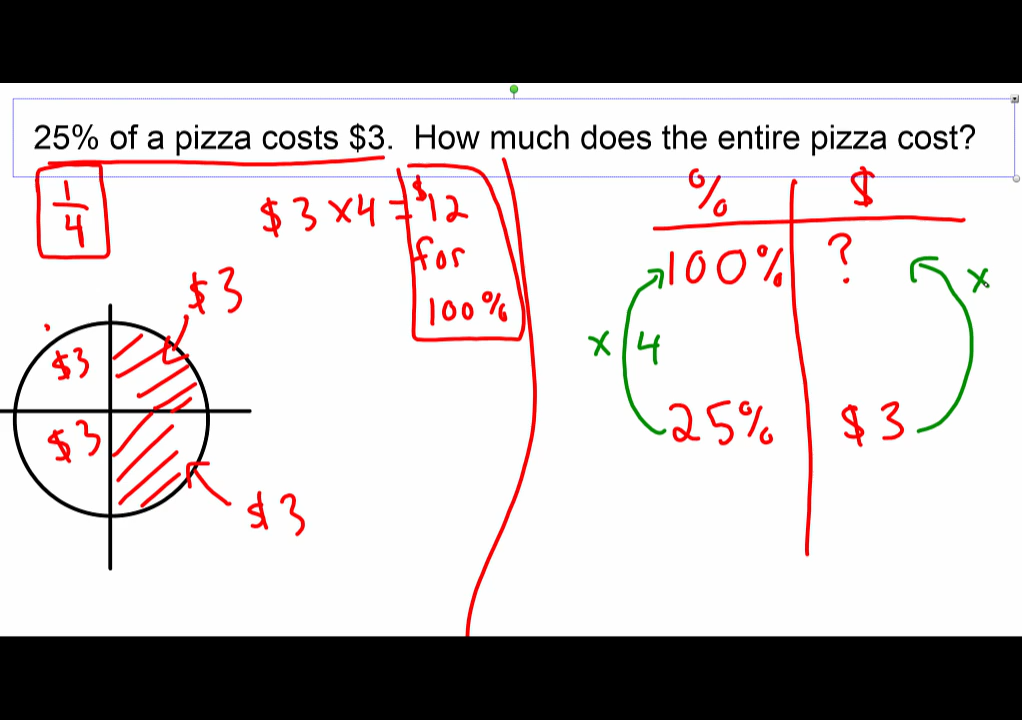 25% of a pizza costs $3. How much does the entire pizza cost?
1/4
$3 x4 = $12
for
100%
$3
$3
$3
$3
% $
100% ?
x 4 x
25% $3